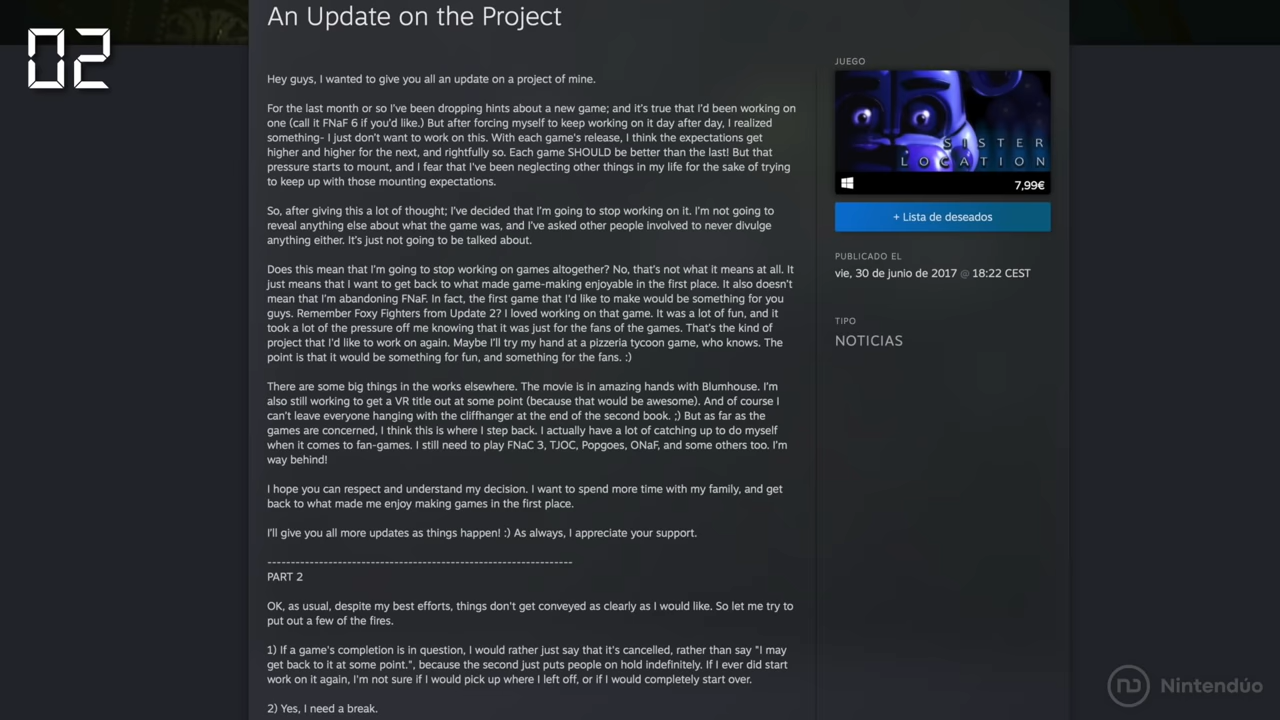 02
An Update on the Project
Hey guys, I wanted to give you all an update on a project of mine.
For the last month or so I've been dropping hints about a new game; and it's true that I'd been working on
one (call it FNaF 6 if you'd like.) But after forcing myself to keep working on it day after day, I realized
something- I just don't want to work on this. With each game's release, I think the expectations get
higher and higher for the next, and rightfully so. Each game SHOULD be better than the last! But that
pressure starts to mount, and I fear that I've been neglecting other things in my life for the sake of trying
to keep up with those mounting expectations.
So, after giving this a lot of thought; I've decided that I'm going to stop working on it. I'm not going to
reveal anything else about what the game was, and I've asked other people involved to never divulge
anything either. It's just not going to be talked about.
Does this mean that I'm going to stop working on games altogether? No, that's not what it means at all. It
just means that I want to get back to what made game-making enjoyable in the first place. It also doesn't
mean that I'm abandoning FNaF. In fact, the first game that I'd like to make would be something for you
guys. Remember Foxy Fighters from Update 2? I loved working on that game. It was a lot of fun, and it
took a lot of the pressure off me knowing that it was just for the fans of the games. That's the kind of
project that I'd like to work on again. Maybe I'll try my hand at a pizzeria tycoon game, who knows. The
point is that it would be something for fun, and something for the fans. :)
There are some big things in the works elsewhere. The movie is in amazing hands with Blumhouse. I'm
also still working to get a VR title out at some point (because that would be awesome). And of course I
can't leave everyone hanging with the cliffhanger at the end of the second book. ;) But as far as the
games are concerned, I think this is where I step back. I actually have a lot of catching up to do myself
when it comes to fan-games. I still need to play FNaC 3, TJOC, Popgoes, ONaF, and some others too. I'm
way behind!
I hope you can respect and understand my decision. I want to spend more time with my family, and get
back to what made me enjoy making games in the first place.
I'll give you all more updates as things happen! :) As always, I appreciate your support.
-----------------------------------------------------------------
PART 2
OK, as usual, despite my best efforts, things don't get conveyed as clearly as I would like. So let me try to
put out a few of the fires.
1) If a game's completion is in question, I would rather just say that it's cancelled, rather than say "I may
get back to it at some point.", because the second just puts people on hold indefinitely. If I ever did start
work on it again, I'm not sure if I would pick up where I left off, or if I would completely start over.
2) Yes, I need a break.
JUEGO
SISTER
LOCATION
7,99€
+ Lista de deseados
PUBLICADO EL
vie, 30 de junio de 2017 @ 18:22 CEST
TIPO
NOTICIAS
Nintendúo